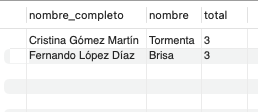 nombre_completo nombre total
Cristina Gómez Martín Tormenta 3
Fernando López Díaz Brisa 3